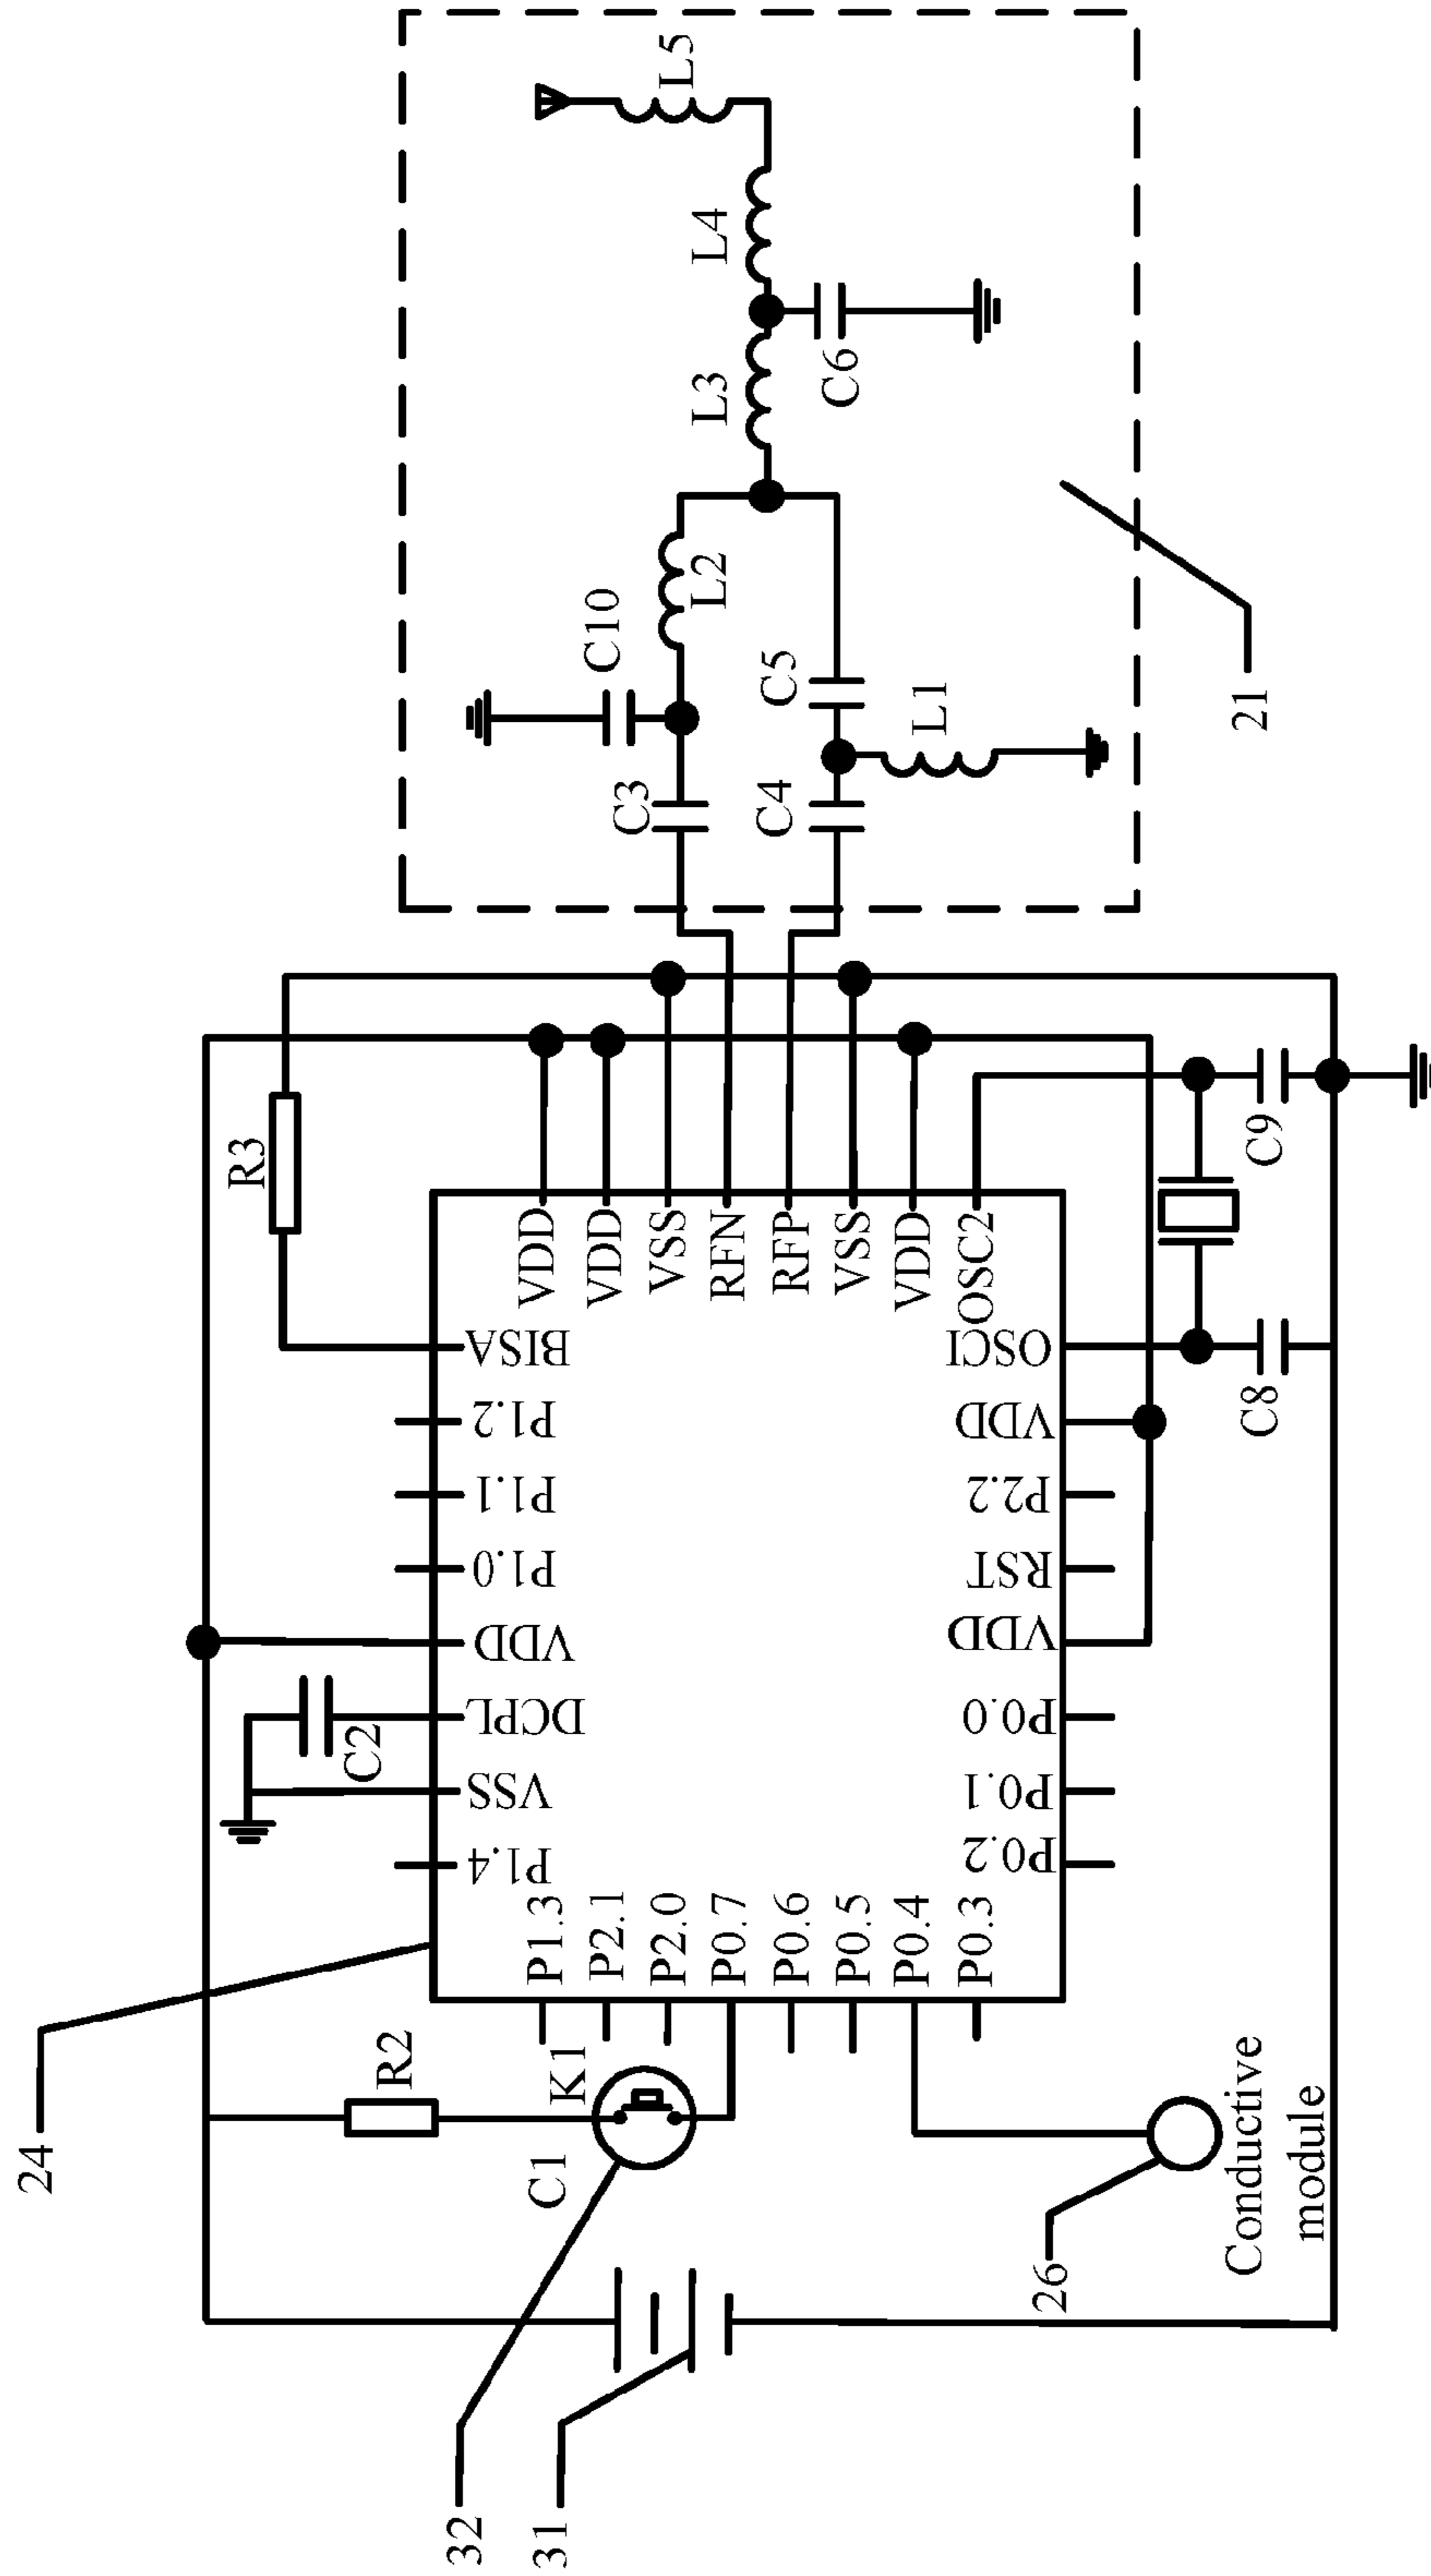 24
32
31
R2
C1
K1
26
Conductive
module
P1.3
P2.1
P2.0
P0.7
P0.6
P0.5
P0.4
P0.3
P1.4
VSS
DCPL
VDD
P1.0
P1.1
P1.2
BISA
C2
R3
P0.2
P0.1
P0.0
VDD
RST
P2.2
VDD
OSCI
VDD
VDD
VSS
RFN
RFP
VSS
VDD
OSC2
C8
C9
C3
C10
L2
C4
C5
L1
L3
C6
L4
L5
21